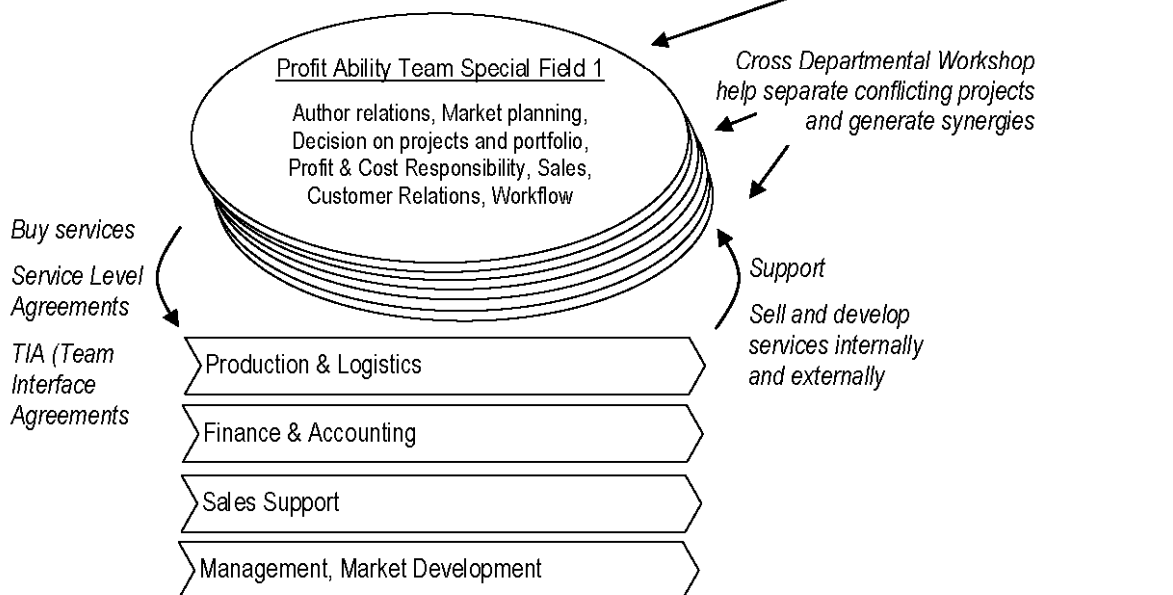 Profit Ability Team Special Field 1
Author relations, Market planning,
Decision on projects and portfolio,
Profit & Cost Responsibility, Sales,
Customer Relations, Workflow
Cross Departmental Workshop
help separate conflicting projects
and generate synergies
Buy services
Service Level
Agreements
TIA (Team
Interface
Agreements
Support
Sell and develop
services internally
and externally
Production & Logistics
Finance & Accounting
Sales Support
Management, Market Development